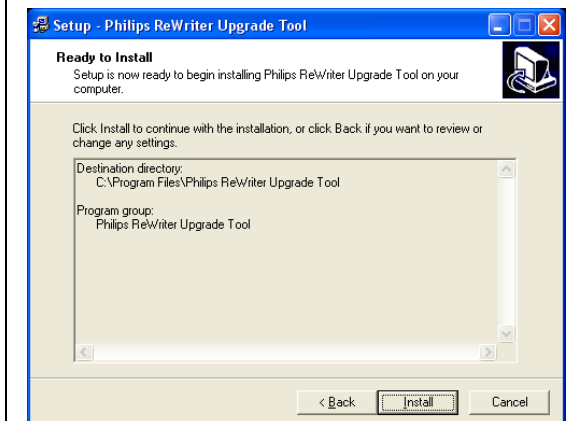 Setup - Philips ReWriter Upgrade Tool
Ready to Install
Setup is now ready to begin installing Philips ReWriter Upgrade Tool on your
computer.
Click Install to continue with the installation, or click Back if you want to review or
change any settings.
Destination directory:
C:\Program Files\Philips ReWriter Upgrade Tool
Program group:
Philips ReWriter Upgrade Tool
< Back Install Cancel